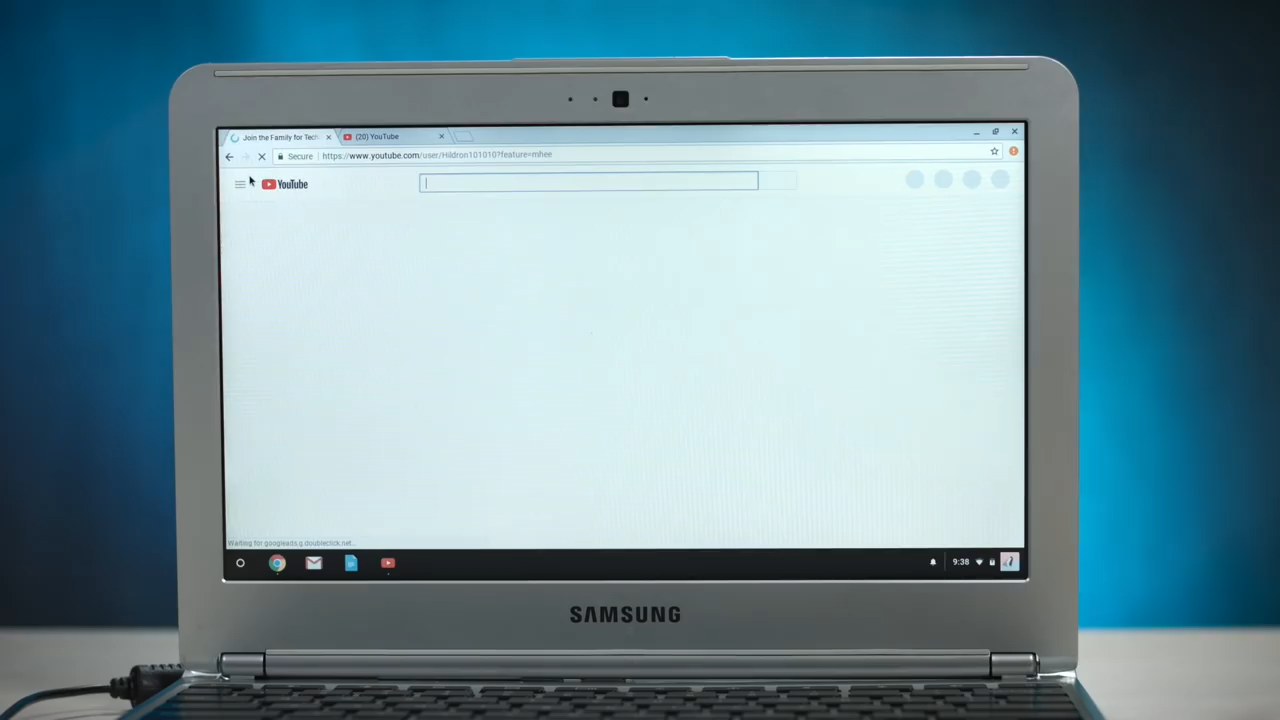 Join the Family for Tech
(20) YouTube
Secure
https://www.youtube.com/user/Hildron101010?feature=mhee
YouTube
Waiting for googleads.g.doubleclick.net...
9:38
SAMSUNG